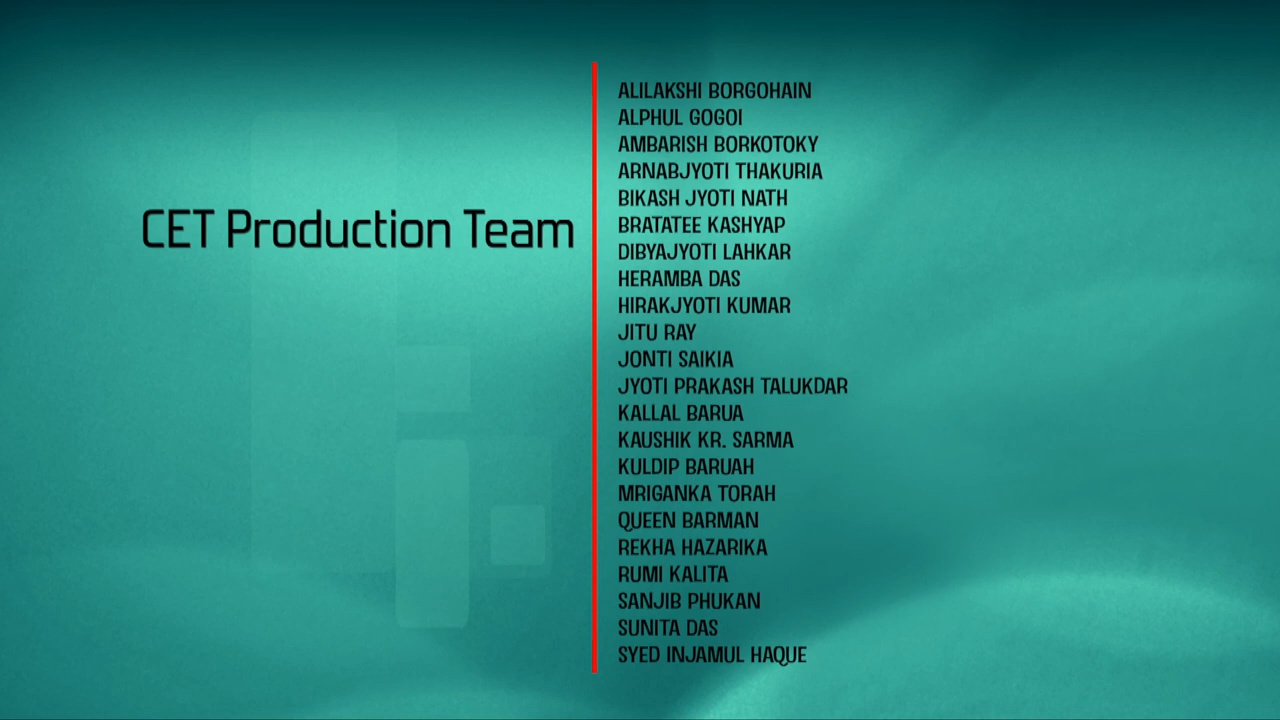 CET Production Team
ALILAKSHI BORGOHAIN
ALPHUL GOGOI
AMBARISH BORKOTOKY
ARNABJYOTI THAKURIA
BIKASH JYOTI NATH
BRATATEE KASHYAP
DIBYAJYOTI LAHKAR
HERAMBA DAS
HIRAKJYOTI KUMAR
JITU RAY
JONTI SAIKIA
JYOTI PRAKASH TALUKDAR
KALLAL BARUA
KAUSHIK KR. SARMA
KULDIP BARUAH
MRIGANKA TORAH
QUEEN BARMAN
REKHA HAZARIKA
RUMI KALITA
SANJIB PHUKAN
SUNITA DAS
SYED INJAMUL HAQUE